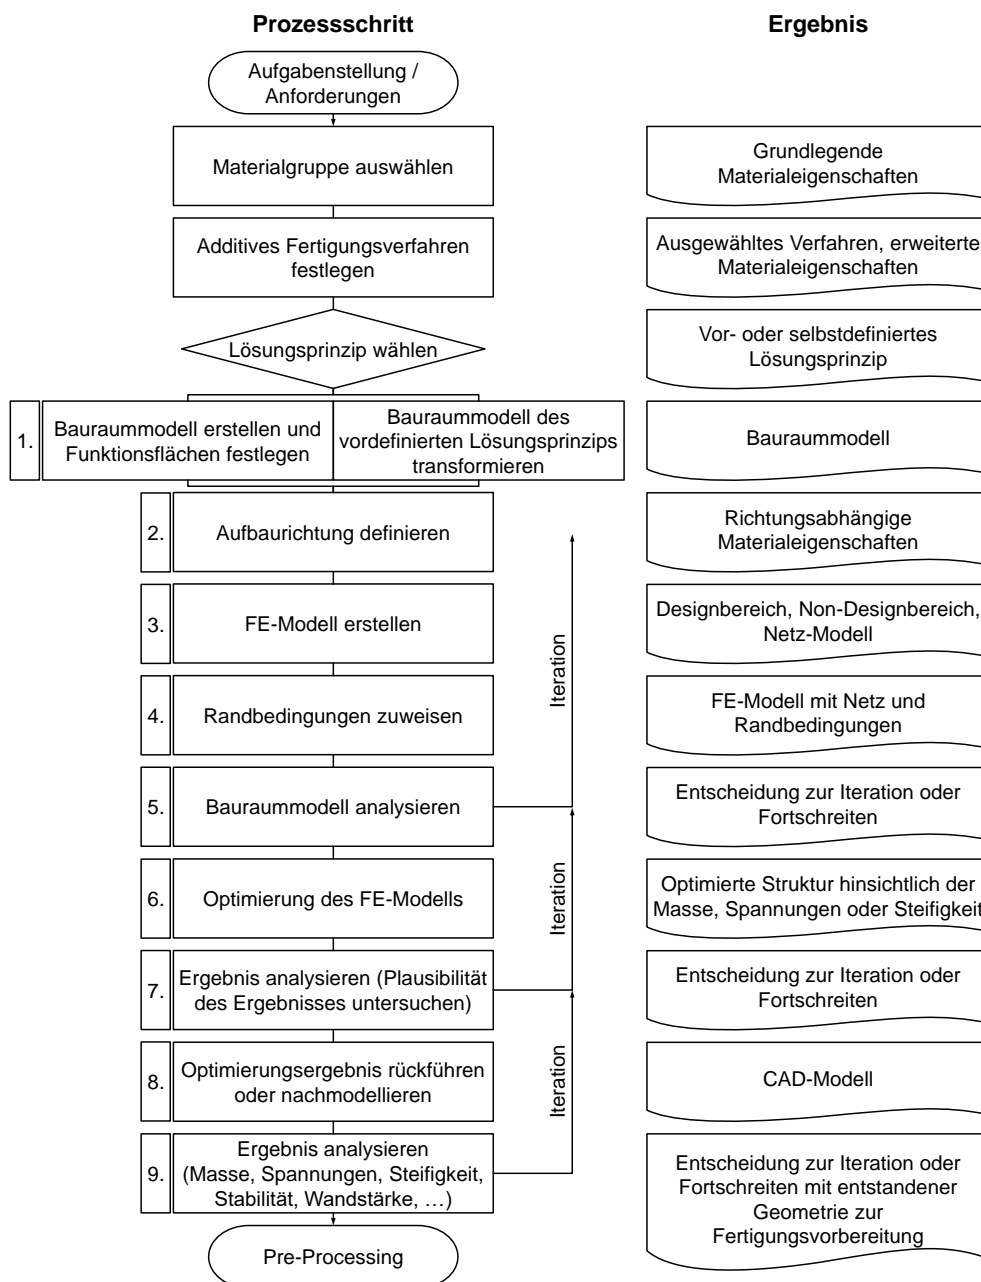 Prozessschritt
Ergebnis
Aufgabenstellung /
Anforderungen
Materialgruppe auswählen
Grundlegende
Materialeigenschaften
Additives Fertigungsverfahren
festlegen
Ausgewähltes Verfahren, erweiterte
Materialeigenschaften
Lösungsprinzip wählen
Vor- oder selbstdefiniertes
Lösungsprinzip
1.
Bauraummodell erstellen und
Funktionsflächen festlegen
Bauraummodell des
vordefinierten Lösungsprinzips
transformieren
Bauraummodell
2.
Aufbaurichtung definieren
Richtungsabhängige
Materialeigenschaften
3.
FE-Modell erstellen
Designbereich, Non-Designbereich,
Netz-Modell
Iteration
4.
Randbedingungen zuweisen
FE-Modell mit Netz und
Randbedingungen
5.
Bauraummodell analysieren
Entscheidung zur Iteration oder
Fortschreiten
6.
Optimierung des FE-Modells
Optimierte Struktur hinsichtlich der
Masse, Spannungen oder Steifigkeit
Iteration
7.
Ergebnis analysieren (Plausibilität
des Ergebnisses untersuchen)
Entscheidung zur Iteration oder
Fortschreiten
8.
Optimierungsergebnis rückführen
oder nachmodellieren
CAD-Modell
Iteration
9.
Ergebnis analysieren
(Masse, Spannungen, Steifigkeit,
Stabilität, Wandstärke, …)
Entscheidung zur Iteration oder
Fortschreiten mit entstandener
Geometrie zur
Fertigungsvorbereitung
Pre-Processing